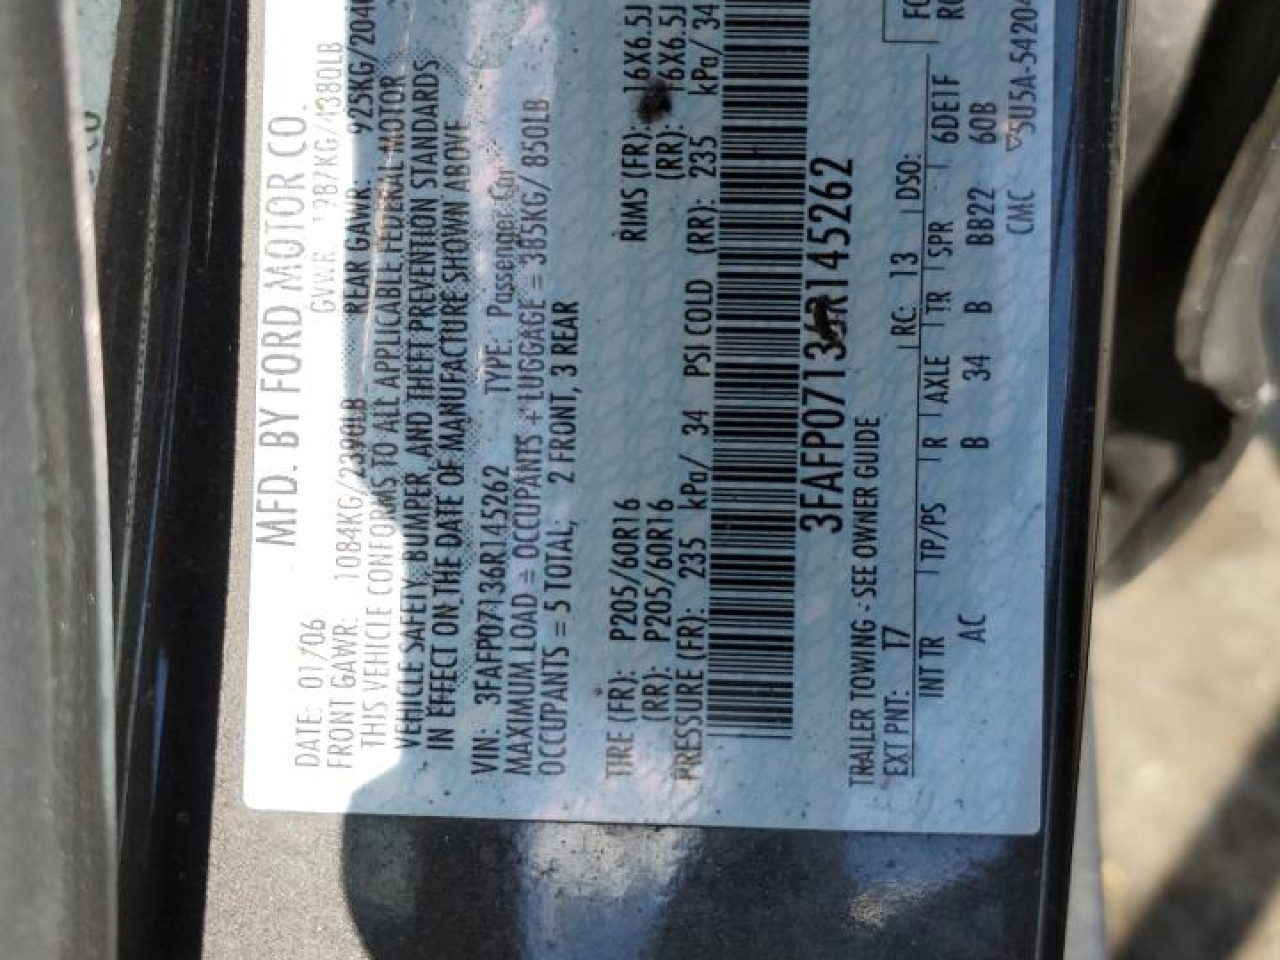 MFD. BY FORD MOTOR CO.
DATE: 01/06
FRONT GAWR: 1084KG/2390LB REAR GAWR: 925KG/2040
THIS VEHICLE CONFORMS TO ALL APPLICABLE FEDERAL MOTOR
VEHICLE SAFETY, BUMPER, AND THEFT PREVENTION STANDARDS
IN EFFECT ON THE DATE OF MANUFACTURE SHOWN ABOVE
VIN: 3FAFP07136R145262 TYPE: Passenger Car
MAXIMUM LOAD = OCCUPANTS + LUGGAGE = 385KG/850LB
OCCUPANTS = 5 TOTAL, 2 FRONT, 3 REAR
TIRE (FR): P205/60R16 RIMS (FR): 16X6.5J
(RR): P205/60R16 (RR): 16X6.5J
PRESSURE (FR): 235 kPa/ 34 PSI COLD (RR): 235 kPa/ 34
3FAFP07136R145262
TRAILER TOWING - SEE OWNER GUIDE
EXT PNT: T7 RC: 13 DSO:
INT TR TP/PS R AXLE TR SPR 6DE1F
AC B 34 B BB22 60B
CMC ▽5U5A-54204